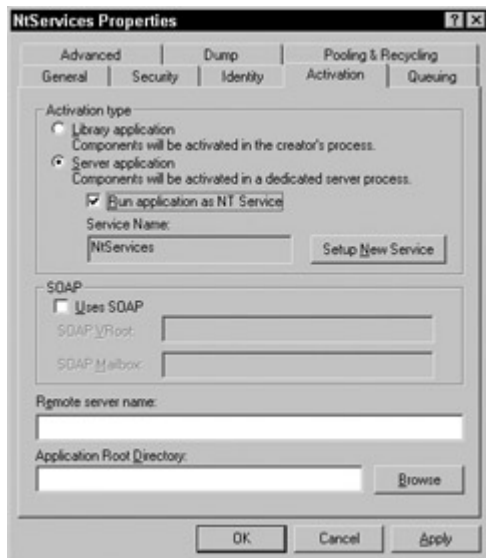 NtServices Properties
? X
Advanced Dump Pooling & Recycling
General Security Identity Activation Queuing
Activation type
Library application
Components will be activated in the creator's process.
Server application
Components will be activated in a dedicated server process.
Run application as NT Service
Service Name:
NtServices
Setup New Service
SOAP
Uses SOAP
SOAP VRoot:
SOAP Mailbox:
Remote server name:
Application Root Directory:
Browse
OK Cancel Apply